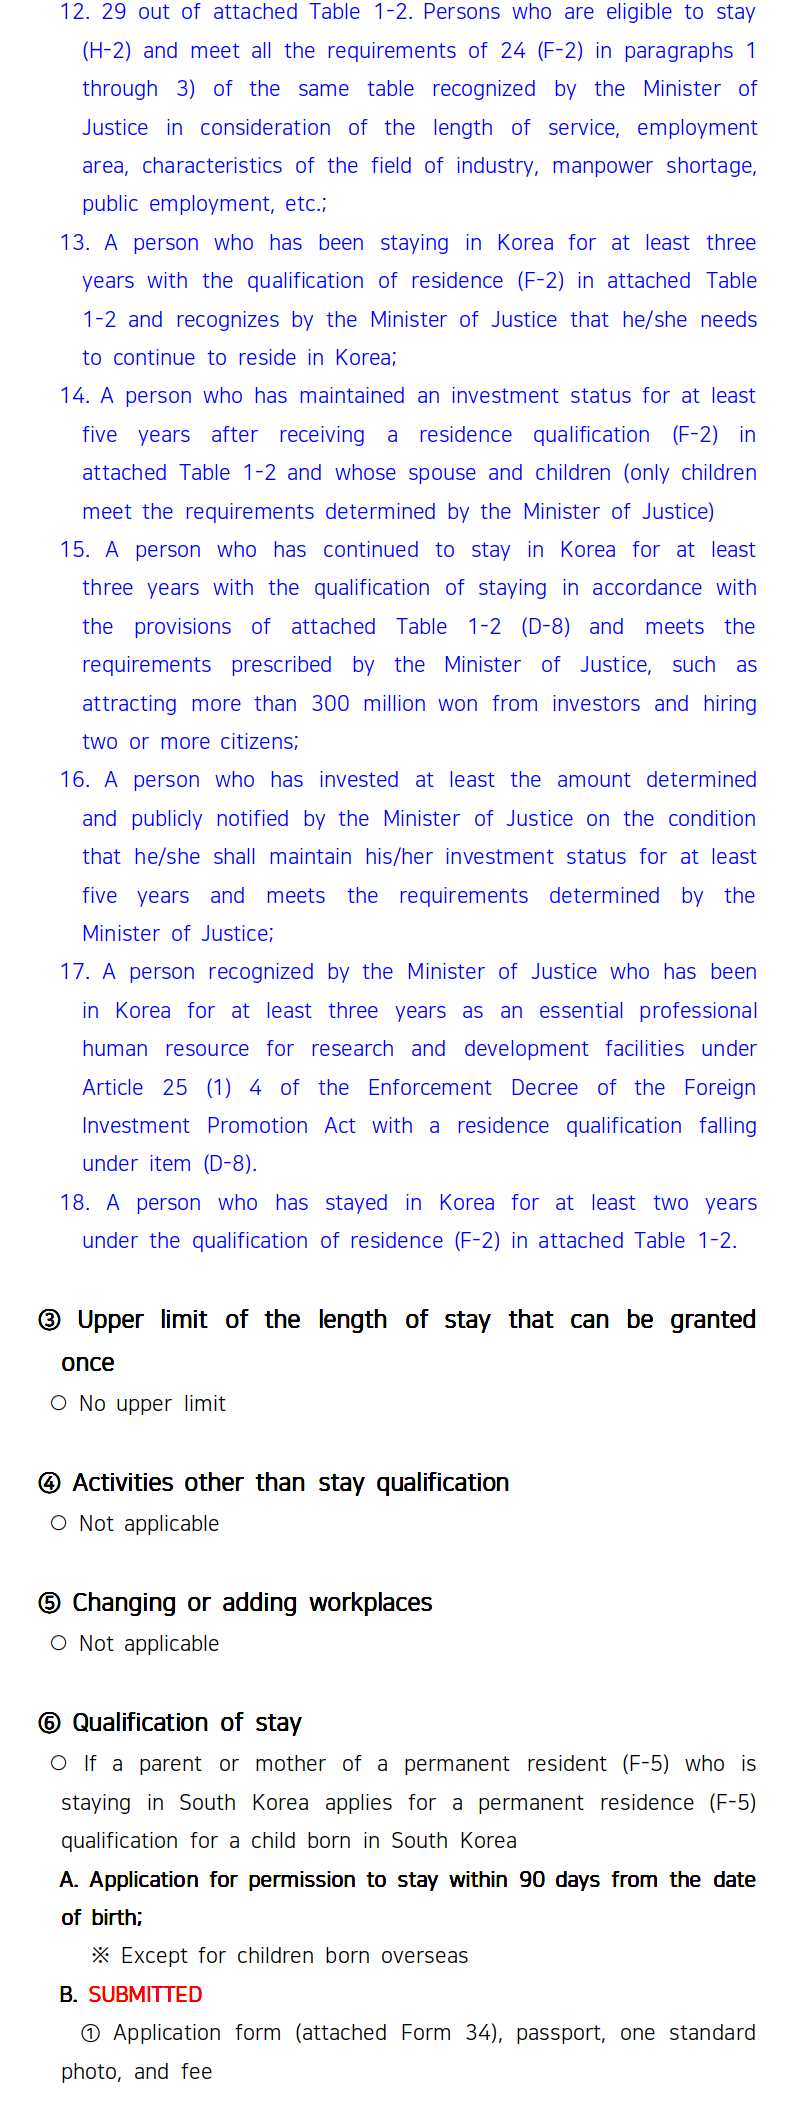 12. 29 out of attached Table 1-2. Persons who are eligible to stay
(H-2) and meet all the requirements of 24 (F-2) in paragraphs 1
through 3) of the same table recognized by the Minister of
Justice in consideration of the length of service, employment
area, characteristics of the field of industry, manpower shortage,
public employment, etc.;
13. A person who has been staying in Korea for at least three
years with the qualification of residence (F-2) in attached Table
1-2 and recognizes by the Minister of Justice that he/she needs
to continue to reside in Korea;
14. A person who has maintained an investment status for at least
five years after receiving a residence qualification (F-2) in
attached Table 1-2 and whose spouse and children (only children
meet the requirements determined by the Minister of Justice)
15. A person who has continued to stay in Korea for at least
three years with the qualification of staying in accordance with
the provisions of attached Table 1-2 (D-8) and meets the
requirements prescribed by the Minister of Justice, such as
attracting more than 300 million won from investors and hiring
two or more citizens;
16. A person who has invested at least the amount determined
and publicly notified by the Minister of Justice on the condition
that he/she shall maintain his/her investment status for at least
five years and meets the requirements determined by the
Minister of Justice;
17. A person recognized by the Minister of Justice who has been
in Korea for at least three years as an essential professional
human resource for research and development facilities under
Article 25 (1) 4 of the Enforcement Decree of the Foreign
Investment Promotion Act with a residence qualification falling
under item (D-8).
18. A person who has stayed in Korea for at least two years
under the qualification of residence (F-2) in attached Table 1-2.
③ Upper limit of the length of stay that can be granted
once
○ No upper limit
④ Activities other than stay qualification
○ Not applicable
⑤ Changing or adding workplaces
○ Not applicable
⑥ Qualification of stay
○ If a parent or mother of a permanent resident (F-5) who is
staying in South Korea applies for a permanent residence (F-5)
qualification for a child born in South Korea
A. Application for permission to stay within 90 days from the date
of birth;
※ Except for children born overseas
B. SUBMITTED
① Application form (attached Form 34), passport, one standard
photo, and fee